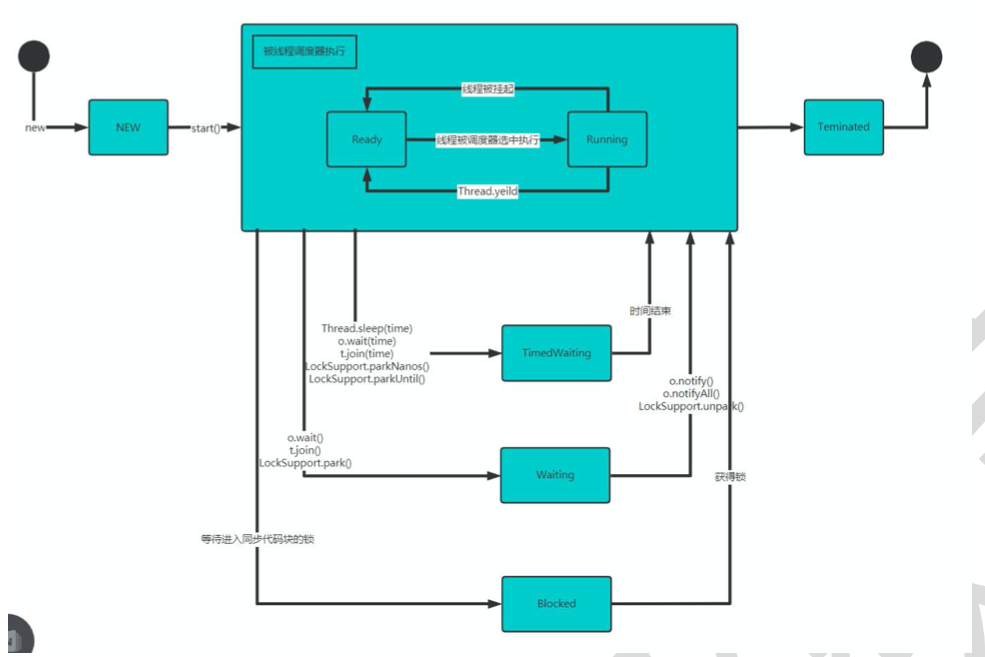 被线程调度器执行
线程被挂起
new
NEW
start()
Ready
线程被调度器选中执行
Running
Teminated
Thread.yeild
时间结束
Thread.sleep(time)
o.wait(time)
t.join(time)
LockSupport.parkNanos()
LockSupport.parkUntil()
TimedWaiting
o.notify()
o.notifyAll()
LockSupport.unpark()
o.wait()
t.join()
LockSupport.park()
Waiting
获得锁
等待进入同步代码块的锁
Blocked